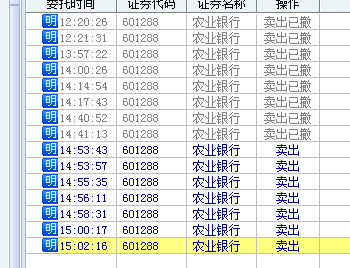 委托时间 证券代码 证券名称 操作
明 12:20:26 601288 农业银行 卖出已撤
明 12:21:31 601288 农业银行 卖出已撤
明 13:57:22 601288 农业银行 卖出已撤
明 14:00:26 601288 农业银行 卖出已撤
明 14:14:54 601288 农业银行 卖出已撤
明 14:17:43 601288 农业银行 卖出已撤
明 14:40:52 601288 农业银行 卖出已撤
明 14:41:13 601288 农业银行 卖出已撤
明 14:53:43 601288 农业银行 卖出
明 14:53:57 601288 农业银行 卖出
明 14:55:35 601288 农业银行 卖出
明 14:56:11 601288 农业银行 卖出
明 14:58:31 601288 农业银行 卖出
明 15:00:17 601288 农业银行 卖出
明 15:02:16 601288 农业银行 卖出